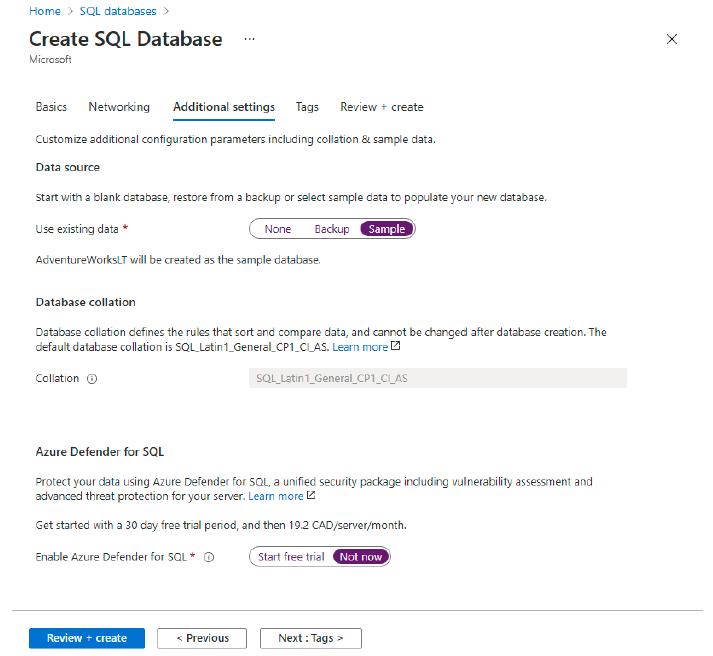 Home > SQL databases >
Create SQL Database ...
Microsoft
Basics Networking Additional settings Tags Review + create
Customize additional configuration parameters including collation & sample data.
Data source
Start with a blank database, restore from a backup or select sample data to populate your new database.
Use existing data * None Backup Sample
AdventureWorksLT will be created as the sample database.
Database collation
Database collation defines the rules that sort and compare data, and cannot be changed after database creation. The
default database collation is SQL_Latin1_General_CP1_CI_AS. Learn more
Collation SQL_Latin1_General_CP1_CI_AS
Azure Defender for SQL
Protect your data using Azure Defender for SQL, a unified security package including vulnerability assessment and
advanced threat protection for your server. Learn more
Get started with a 30 day free trial period, and then 19.2 CAD/server/month.
Enable Azure Defender for SQL * Start free trial Not now
Review + create < Previous Next : Tags >